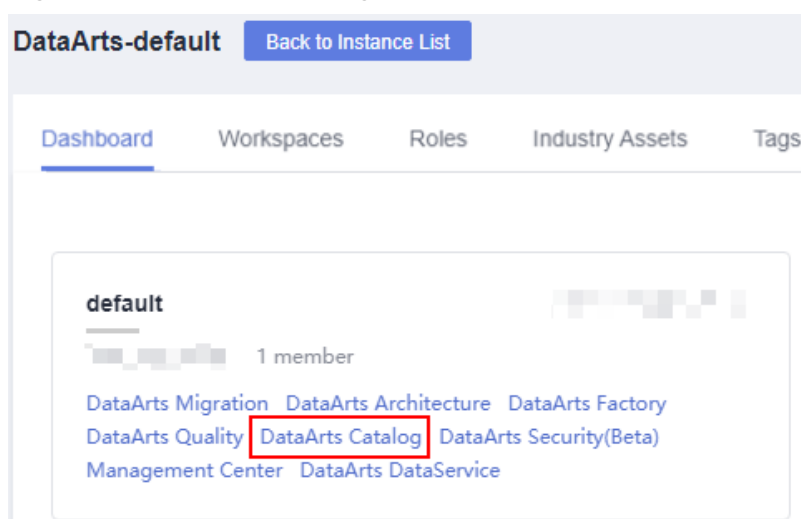 DataArts-default Back to Instance List
Dashboard Workspaces Roles Industry Assets Tags
default
1 member
DataArts Migration DataArts Architecture DataArts Factory
DataArts Quality DataArts Catalog DataArts Security(Beta)
Management Center DataArts DataService